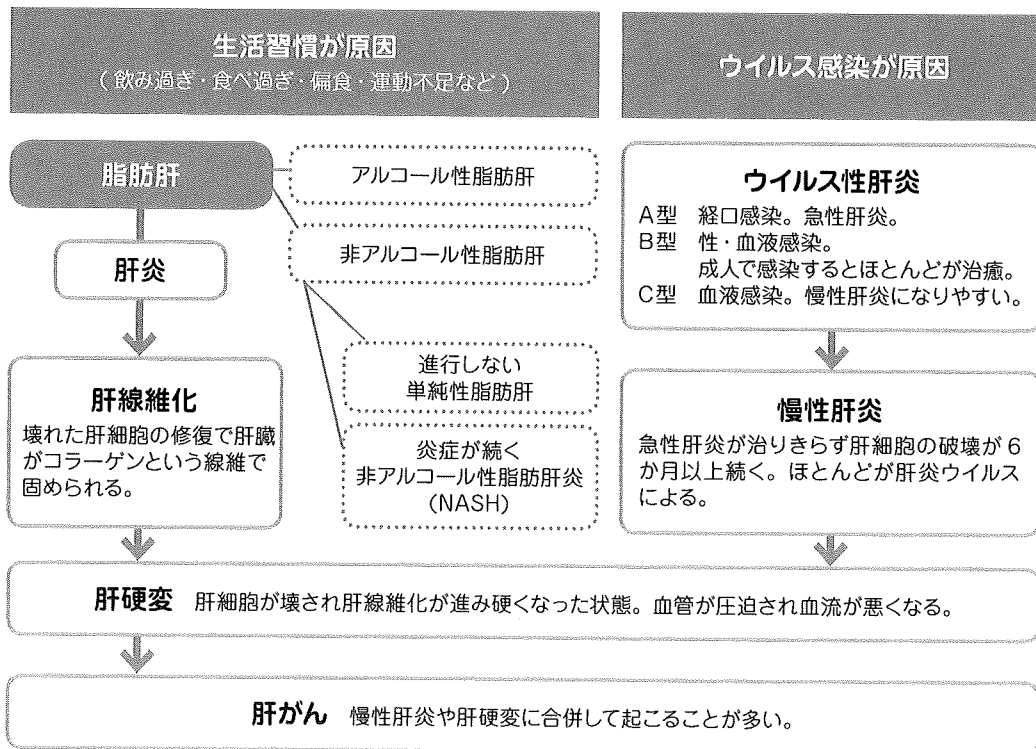 生活習慣が原因
（飲み過ぎ・食べ過ぎ・偏食・運動不足など）
ウイルス感染が原因
脂肪肝
アルコール性脂肪肝
非アルコール性脂肪肝
肝炎
進行しない
単純性脂肪肝
炎症が続く
非アルコール性脂肪肝炎
(NASH)
肝線維化
壊れた肝細胞の修復で肝臓
がコラーゲンという線維で
固められる。
ウイルス性肝炎
A型　経口感染。急性肝炎。
B型　性・血液感染。
成人で感染するとほとんどが治癒。
C型　血液感染。慢性肝炎になりやすい。
慢性肝炎
急性肝炎が治りきらず肝細胞の破壊が6
か月以上続く。ほとんどが肝炎ウイルス
による。
肝硬変　肝細胞が壊され肝線維化が進み硬くなった状態。血管が圧迫され血流が悪くなる。
肝がん　慢性肝炎や肝硬変に合併して起こることが多い。